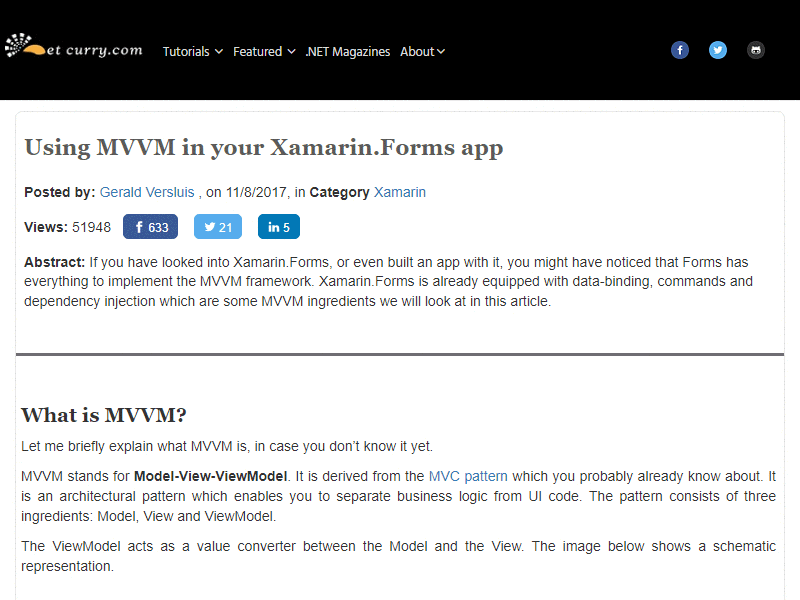 et curry.com
Tutorials
Featured
.NET Magazines
About
Using MVVM in your Xamarin.Forms app
Posted by: Gerald Versluis , on 11/8/2017, in Category Xamarin
Views: 51948
f 633
21
in 5
Abstract: If you have looked into Xamarin.Forms, or even built an app with it, you might have noticed that Forms has
everything to implement the MVVM framework. Xamarin.Forms is already equipped with data-binding, commands and
dependency injection which are some MVVM ingredients we will look at in this article.
What is MVVM?
Let me briefly explain what MVVM is, in case you don’t know it yet.
MVVM stands for Model-View-ViewModel. It is derived from the MVC pattern which you probably already know about. It
is an architectural pattern which enables you to separate business logic from UI code. The pattern consists of three
ingredients: Model, View and ViewModel.
The ViewModel acts as a value converter between the Model and the View. The image below shows a schematic
representation.